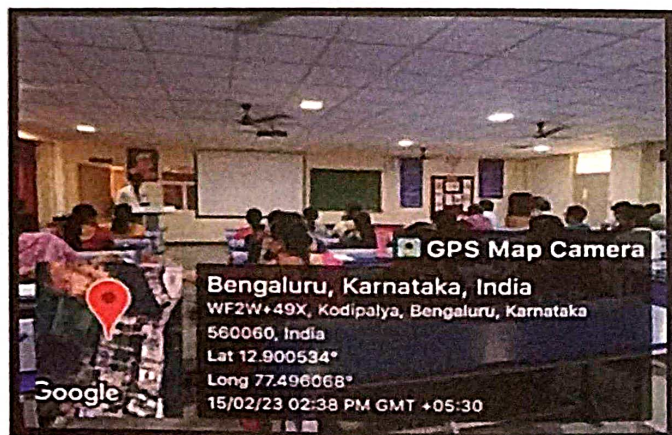 GPS Map Camera
Bengaluru, Karnataka, India
WF2W+49X, Kodipalya, Bengaluru, Karnataka
560060, India
Lat 12.900534°
Long 77.496068°
15/02/23 02:38 PM GMT +05:30
Google